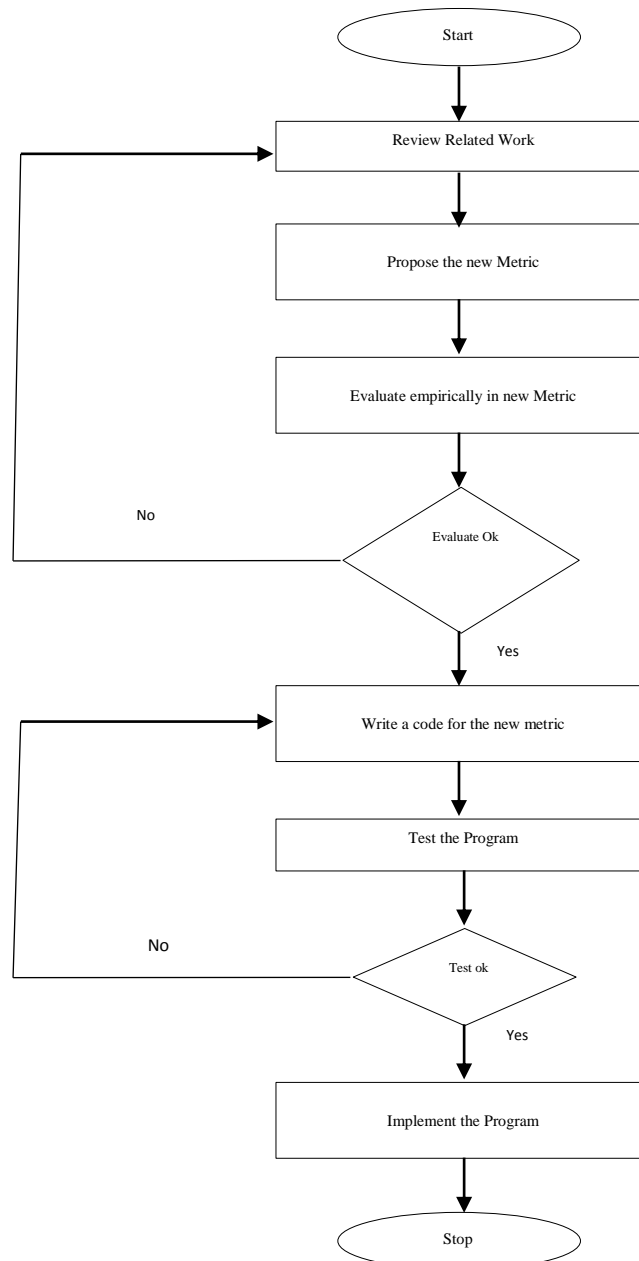 Start
Review Related Work
Propose the new Metric
Evaluate empirically in new Metric
No
Evaluate Ok
Yes
Write a code for the new metric
Test the Program
No
Test ok
Yes
Implement the Program
Stop